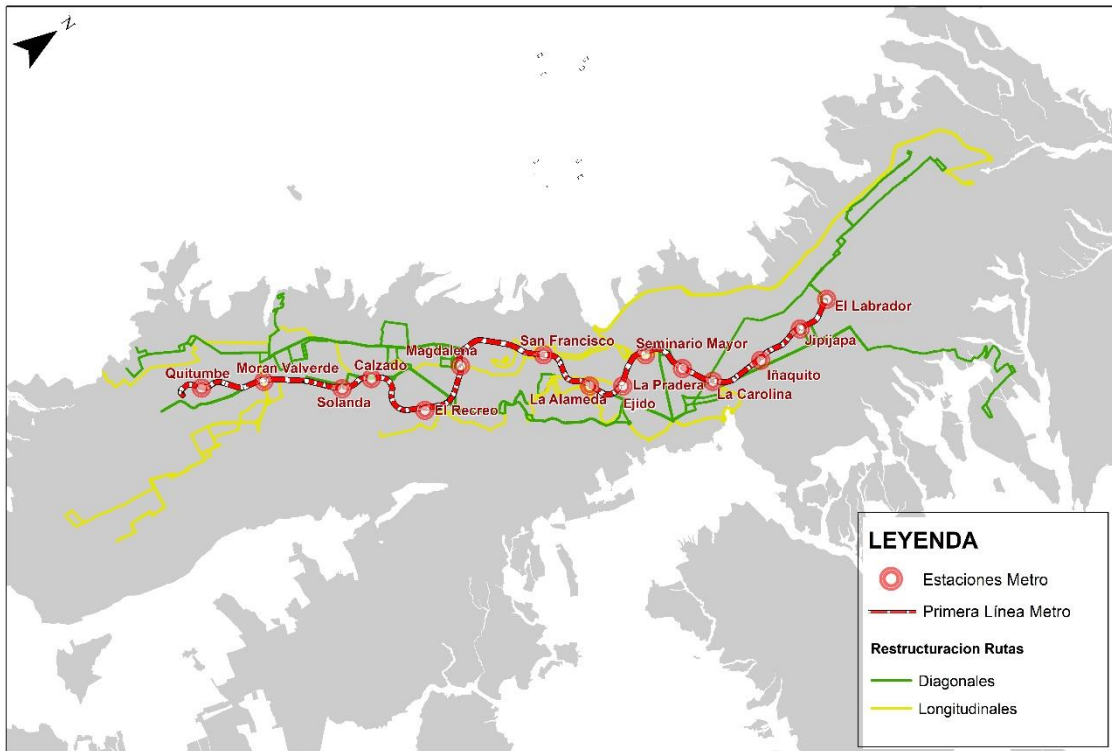 N
El Labrador
Jipijapa
San Francisco
Seminario Mayor
Magdalena
Iñaquito
Quitumbe
Morán Valverde
Calzado
La Pradera
La Carolina
Solanda
La Alameda
Ejido
El Recreo
LEYENDA
Estaciones Metro
Primera Línea Metro
Restructuracion Rutas
Diagonales
Longitudinales